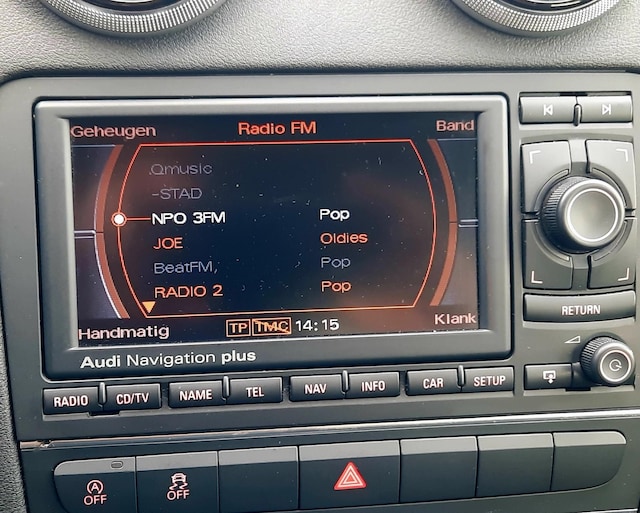 Geheugen Radio FM Band
Qmusic
-STAD
NPO 3FM Pop
JOE Oldies
BeatFM, Pop
RADIO 2 Pop
Handmatig TP TMC 14:15 Klank
Audi Navigation plus
RETURN
RADIO CD/TV NAME TEL NAV INFO CAR SETUP
OFF OFF